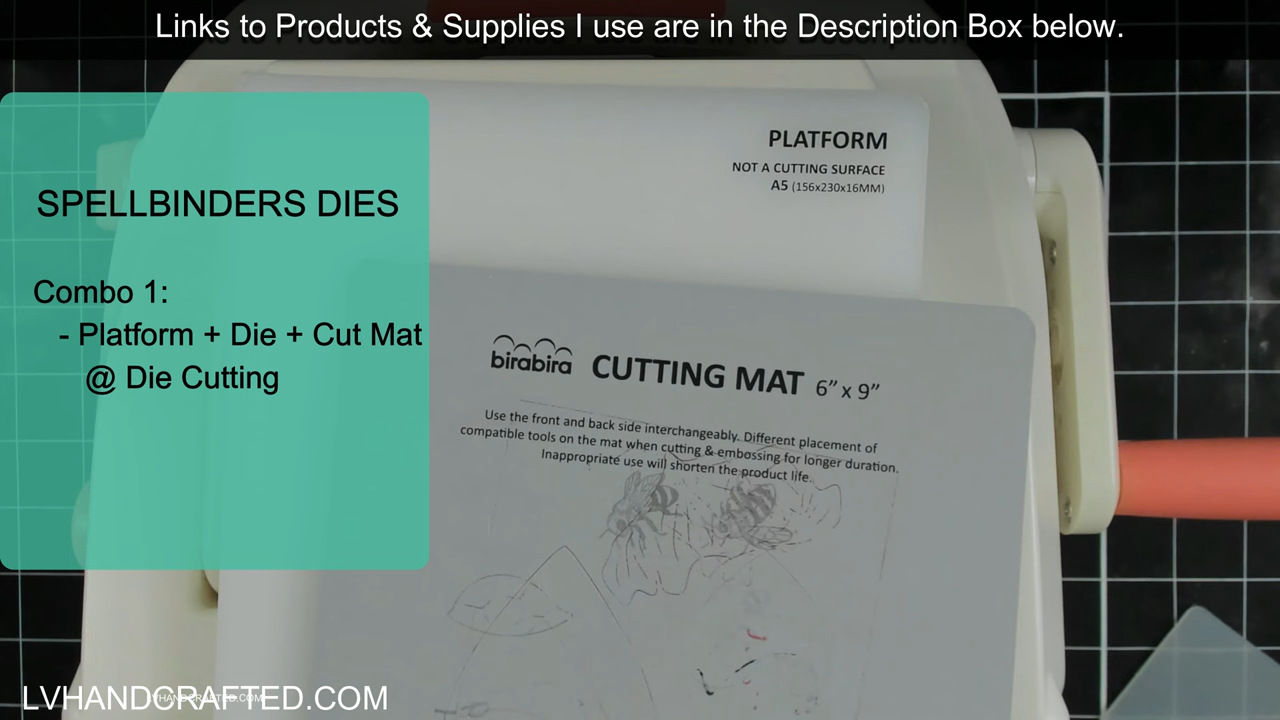 Links to Products & Supplies I use are in the Description Box below.
PLATFORM
NOT A CUTTING SURFACE
A5 (156x230x16MM)
SPELLBINDERS DIES
Combo 1:
- Platform + Die + Cut Mat
@ Die Cutting
birabira CUTTING MAT 6” x 9”
Use the front and back side interchangeably. Different placement of
compatible tools on the mat when cutting & embossing for longer duration.
Inappropriate use will shorten the product life.
LVHANDCRAFTED.COM
LVHANDCRAFTED.COM